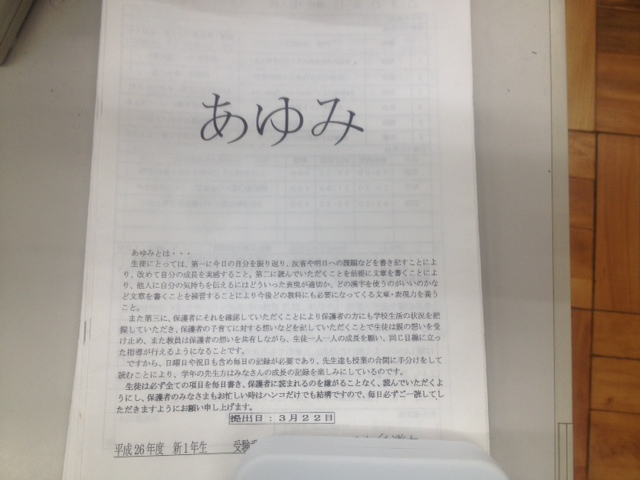 あゆみ
あゆみとは・・・
生徒にとっては、第一に今日の自分を振り返り、反省や明日への課題などを書き記すことによ
り、改めて自分の成長を実感すること。第二に読んでいただくことを前提に文章を書くことによ
り、他人に自分の気持ちを伝えるにはどういった表現が適切か、どの漢字を使うのがいいのかな
ど文章を書くことを練習することにより今後どの教科にも必要になってくる文章・表現力を養う
こと。
また第三に、保護者にそれを確認していただくことにより保護者の方にも学校生活の状況を把
握していただき、保護者の子育てに対する想いなどを記していただくことで生徒は親の想いを受
け止め、また教員は保護者の想いを共有しながら、生徒一人一人の成長を願い、同じ目線に立っ
た指導が行えるようになることです。
ですから、日曜日や祝日も含め毎日の記録が必要であり、先生達も授業の合間に手分けをして
読むことにより、学年の先生方はみなさんの成長の記録を楽しみにしているのです。
生徒は必ず全ての項目を毎日書き、保護者に読まれるのを嫌がることなく、読んでいただくよ
うにし、保護者のみなさまもお忙しい時はハンコだけでも結構ですので、毎日必ずご一読してい
ただきますようにお願い申し上げます。
提出日：３月２２日
平成26年度 新1年生 受験